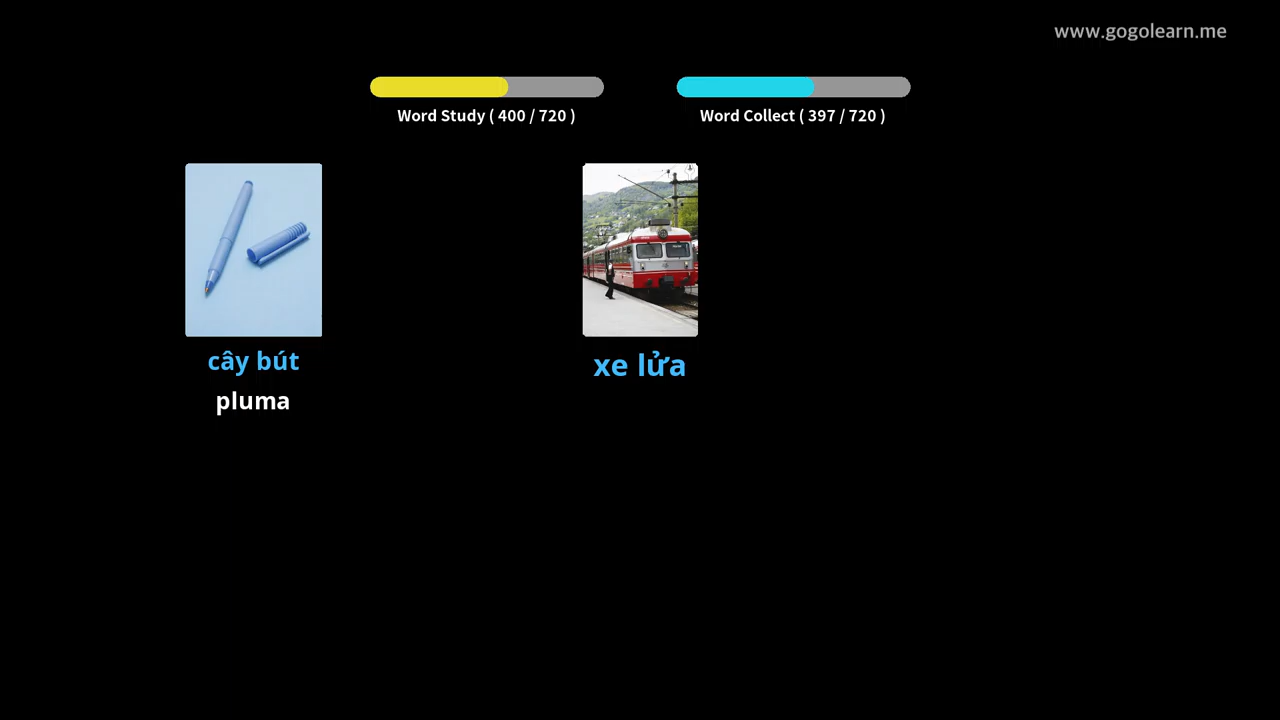 www.gogolearn.me
Word Study ( 400 / 720 )
Word Collect ( 397 / 720 )
cây bút
pluma
xe lửa